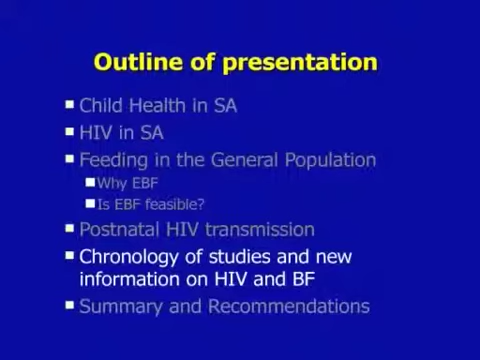 Outline of presentation
Child Health in SA
HIV in SA
Feeding in the General Population
Why EBF
Is EBF feasible?
Postnatal HIV transmission
Chronology of studies and new
information on HIV and BF
Summary and Recommendations